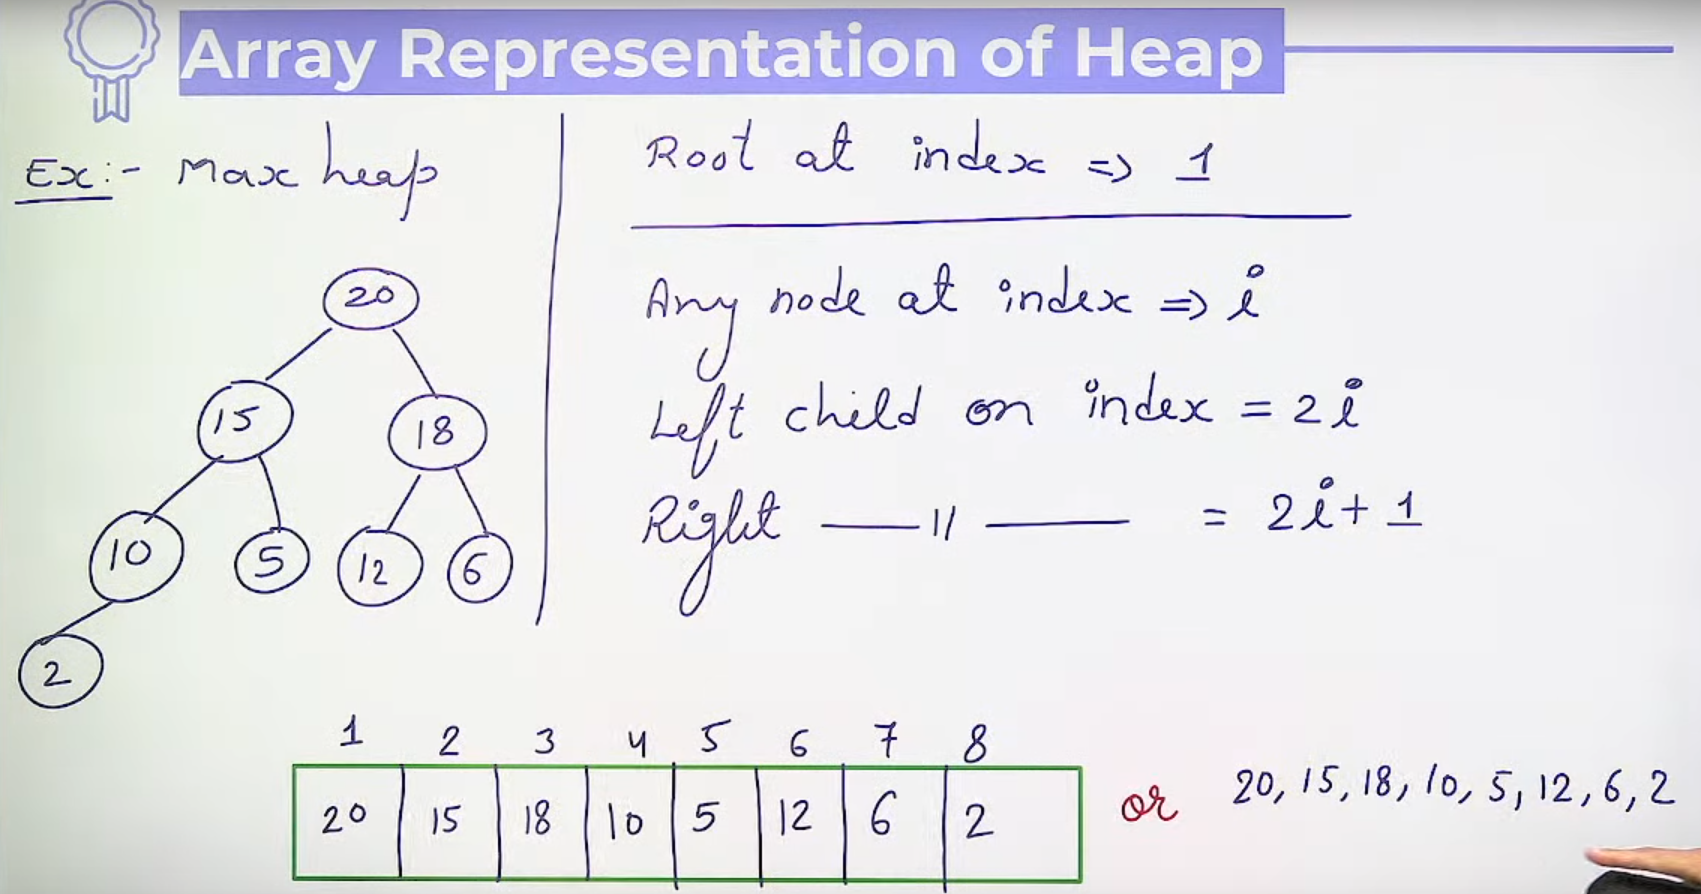 Array Representation of Heap
Ex:- Max heap
20
15 18
10 5 12 6
2
Root at index => 1
Any node at index => i
Left child on index = 2i
Right —— 11 —— = 2i+1
1 2 3 4 5 6 7 8
20 15 18 10 5 12 6 2
or 20, 15, 18, 10, 5, 12, 6, 2